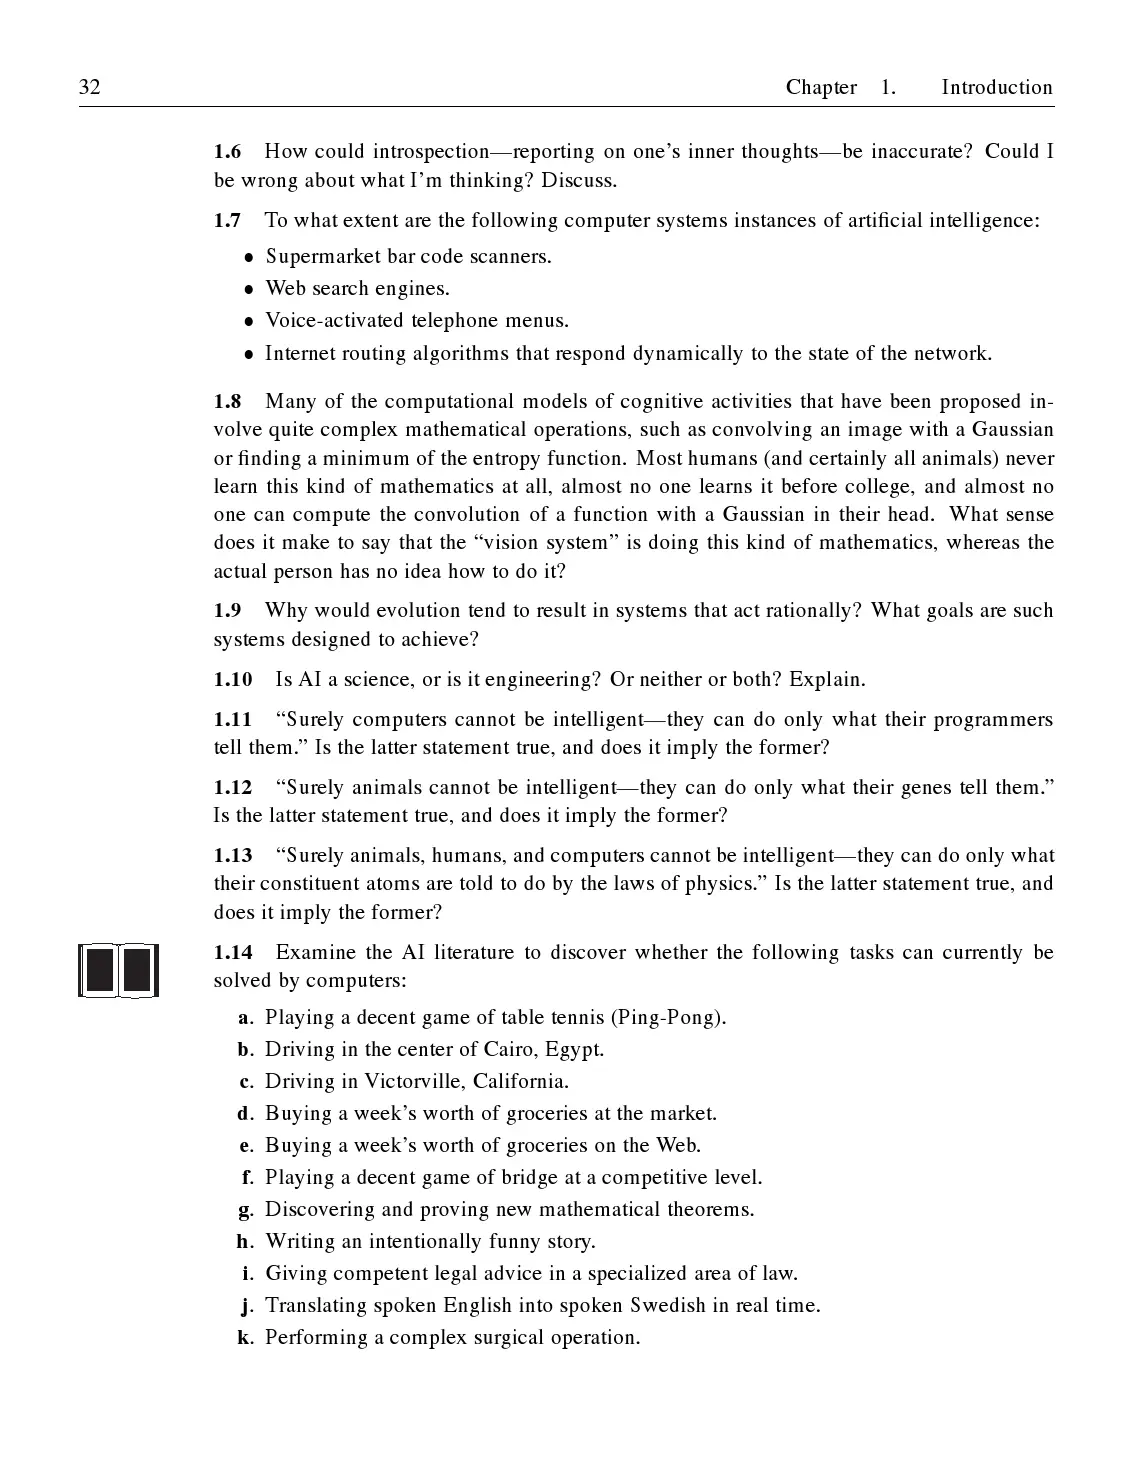 32 Chapter 1. Introduction
1.6 How could introspection—reporting on one's inner thoughts—be inaccurate? Could I
be wrong about what I'm thinking? Discuss.
1.7 To what extent are the following computer systems instances of artificial intelligence:
• Supermarket bar code scanners.
• Web search engines.
• Voice-activated telephone menus.
• Internet routing algorithms that respond dynamically to the state of the network.
1.8 Many of the computational models of cognitive activities that have been proposed in-
volve quite complex mathematical operations, such as convolving an image with a Gaussian
or finding a minimum of the entropy function. Most humans (and certainly all animals) never
learn this kind of mathematics at all, almost no one learns it before college, and almost no
one can compute the convolution of a function with a Gaussian in their head. What sense
does it make to say that the “vision system” is doing this kind of mathematics, whereas the
actual person has no idea how to do it?
1.9 Why would evolution tend to result in systems that act rationally? What goals are such
systems designed to achieve?
1.10 Is AI a science, or is it engineering? Or neither or both? Explain.
1.11 “Surely computers cannot be intelligent—they can do only what their programmers
tell them.” Is the latter statement true, and does it imply the former?
1.12 “Surely animals cannot be intelligent—they can do only what their genes tell them.”
Is the latter statement true, and does it imply the former?
1.13 “Surely animals, humans, and computers cannot be intelligent—they can do only what
their constituent atoms are told to do by the laws of physics.” Is the latter statement true, and
does it imply the former?
1.14 Examine the AI literature to discover whether the following tasks can currently be
solved by computers:
a. Playing a decent game of table tennis (Ping-Pong).
b. Driving in the center of Cairo, Egypt.
c. Driving in Victorville, California.
d. Buying a week's worth of groceries at the market.
e. Buying a week's worth of groceries on the Web.
f. Playing a decent game of bridge at a competitive level.
g. Discovering and proving new mathematical theorems.
h. Writing an intentionally funny story.
i. Giving competent legal advice in a specialized area of law.
j. Translating spoken English into spoken Swedish in real time.
k. Performing a complex surgical operation.